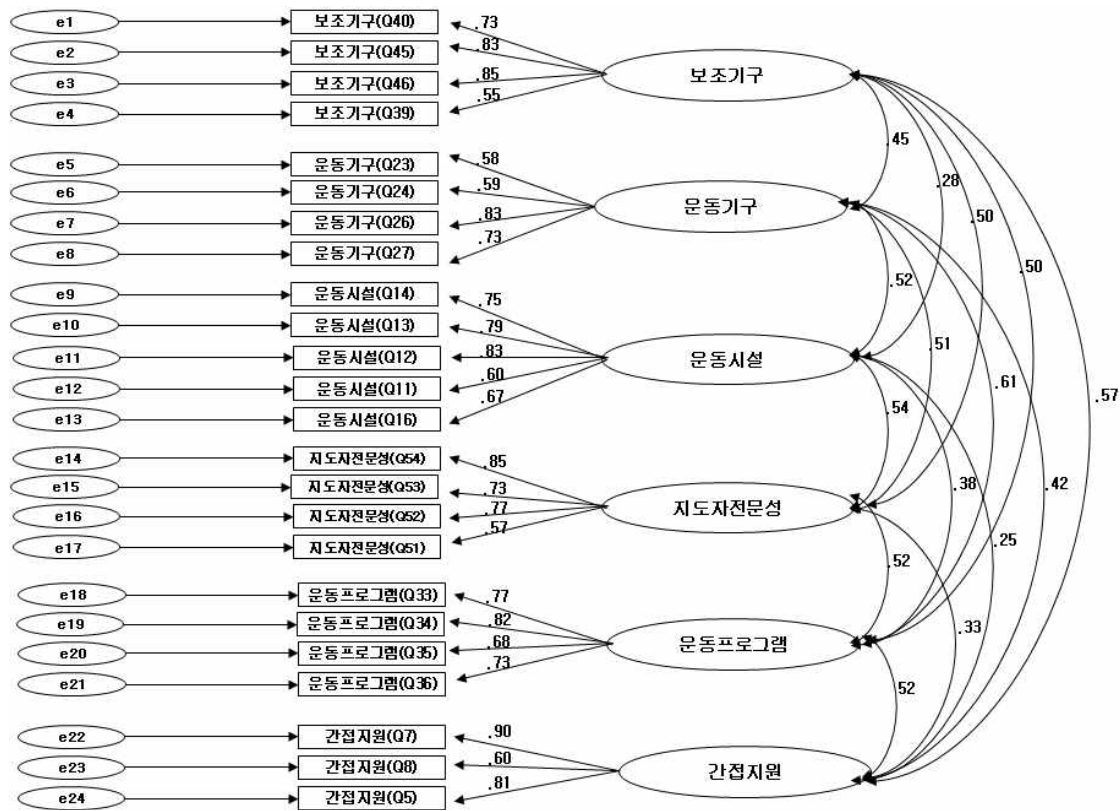 e1 보조기구(Q40) .73
e2 보조기구(Q45) .83
e3 보조기구(Q46) .85
e4 보조기구(Q39) .55
보조기구
.45
.28
.50
.50
.57
e5 운동기구(Q23) .58
e6 운동기구(Q24) .59
e7 운동기구(Q26) .83
e8 운동기구(Q27) .73
운동기구
.52
.51
.61
.42
e9 운동시설(Q14) .75
e10 운동시설(Q13) .79
e11 운동시설(Q12) .83
e12 운동시설(Q11) .60
e13 운동시설(Q16) .67
운동시설
.54
.38
.25
e14 지도자전문성(Q54) .85
e15 지도자전문성(Q53) .73
e16 지도자전문성(Q52) .77
e17 지도자전문성(Q51) .57
지도자전문성
.52
.33
e18 운동프로그램(Q33) .77
e19 운동프로그램(Q34) .82
e20 운동프로그램(Q35) .68
e21 운동프로그램(Q36) .73
운동프로그램
52
e22 간접지원(Q7) .90
e23 간접지원(Q8) .60
e24 간접지원(Q5) .81
간접지원